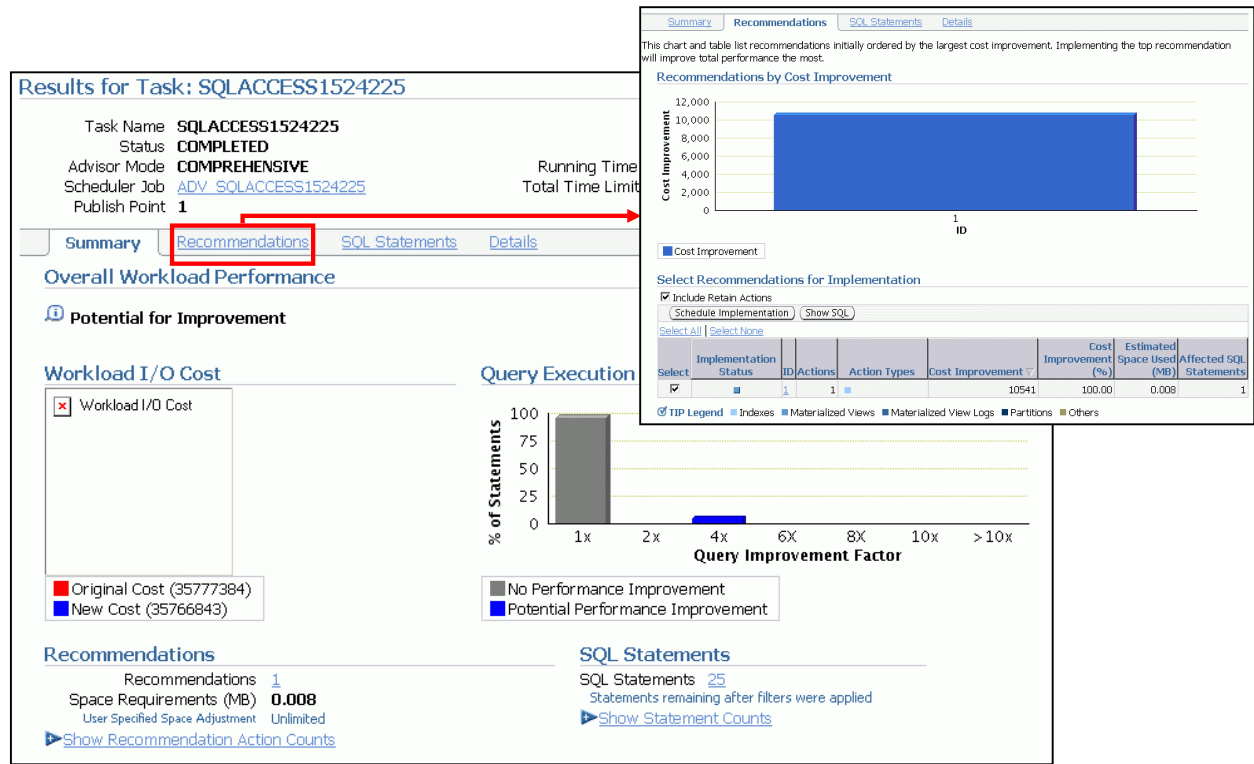 Results for Task: SQLACCESS1524225
Task Name SQLACCESS1524225
Status COMPLETED
Advisor Mode COMPREHENSIVE
Running Time
Scheduler Job ADV_SQLACCESS1524225
Total Time Limit
Publish Point 1
Summary Recommendations SQL Statements Details
Overall Workload Performance
Potential for Improvement
Workload I/O Cost
Workload I/O Cost
Original Cost (35777384)
New Cost (35766843)
Query Execution
% of Statements
100
75
50
25
0
1x 2x 4x 6X 8X 10x >10x
Query Improvement Factor
No Performance Improvement
Potential Performance Improvement
Recommendations
Recommendations 1
Space Requirements (MB) 0.008
User Specified Space Adjustment Unlimited
Show Recommendation Action Counts
SQL Statements
SQL Statements 25
Statements remaining after filters were applied
Show Statement Counts
Summary Recommendations SQL Statements Details
This chart and table list recommendations initially ordered by the largest cost improvement. Implementing the top recommendation
will improve total performance the most.
Recommendations by Cost Improvement
Cost Improvement
12,000
10,000
8,000
6,000
4,000
2,000
0
1
ID
Cost Improvement
Select Recommendations for Implementation
Include Retain Actions
Schedule Implementation Show SQL
Select All | Select None
Select Implementation Status ID Actions Action Types Cost Improvement Cost Improvement (%) Estimated Space Used (MB) Affected SQL Statements
1 1 10541 100.00 0.008 1
TIP Legend Indexes Materialized Views Materialized View Logs Partitions Others